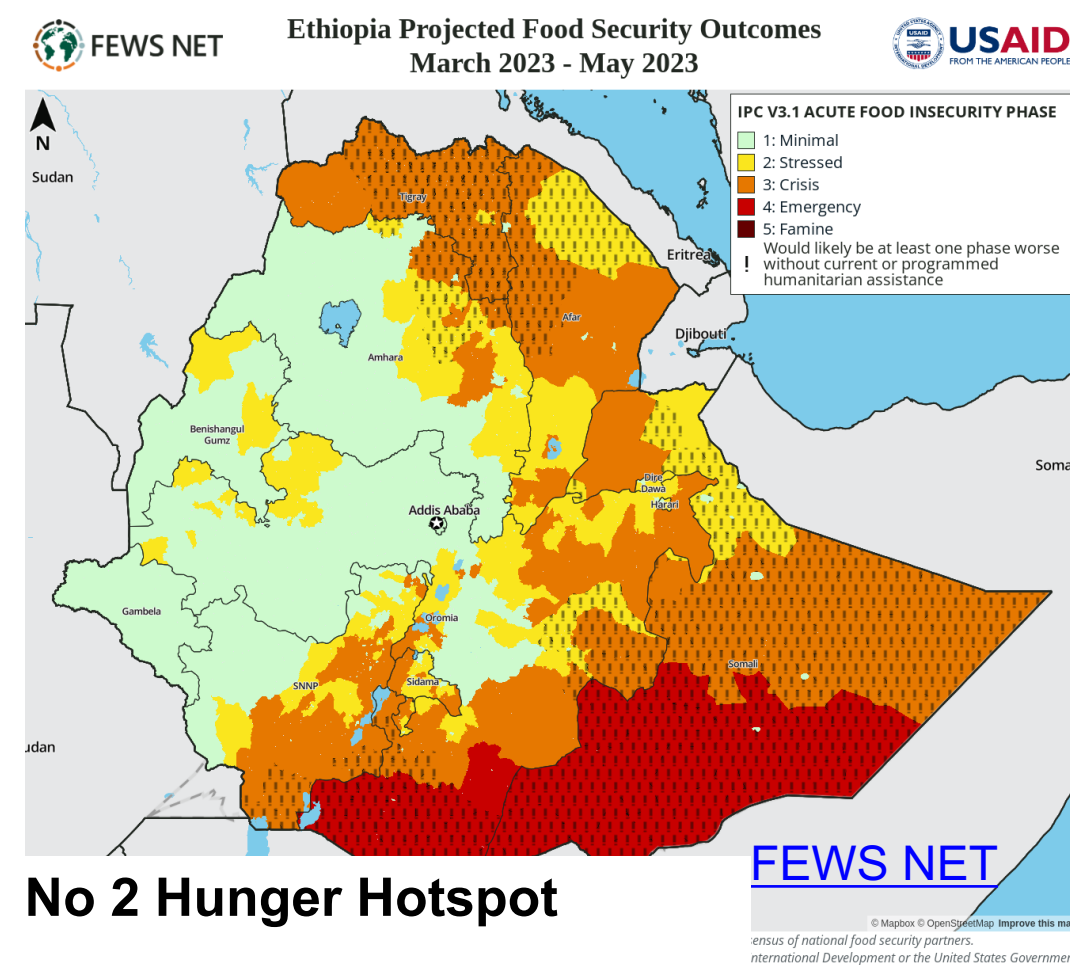 FEWS NET
Ethiopia Projected Food Security Outcomes
March 2023 - May 2023
USAID
FROM THE AMERICAN PEOPLE
IPC V3.1 ACUTE FOOD INSECURITY PHASE
1: Minimal
2: Stressed
3: Crisis
4: Emergency
5: Famine
! Would likely be at least one phase worse
without current or programmed
humanitarian assistance
N
Sudan
Tigray
Eritrea
Afar
Djibouti
Amhara
Benishangul
Gumz
Soma
Dire
Dawa
Harari
Addis Ababa
Gambela
Oromia
Somali
SNNP
Sidama
udan
FEWS NET
No 2 Hunger Hotspot
© Mapbox © OpenStreetMap Improve this ma
ensus of national food security partners.
nternational Development or the United States Governme